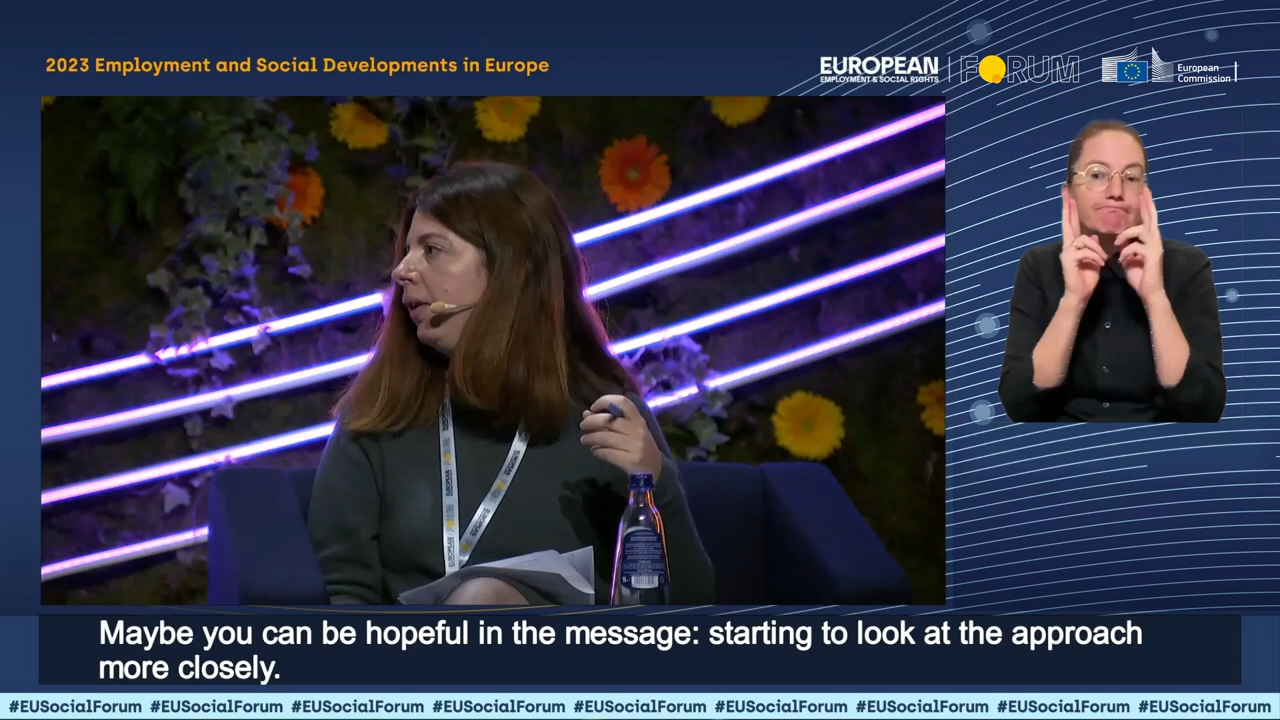 2023 Employment and Social Developments in Europe
EUROPEAN
EMPLOYMENT & SOCIAL RIGHTS
FORUM
European
Commission
Maybe you can be hopeful in the message: starting to look at the approach
more closely.
#EUSocialForum #EUSocialForum #EUSocialForum #EUSocialForum #EUSocialForum #EUSocialForum #EUSocialForum #EUSocialForum #EUSocialForum